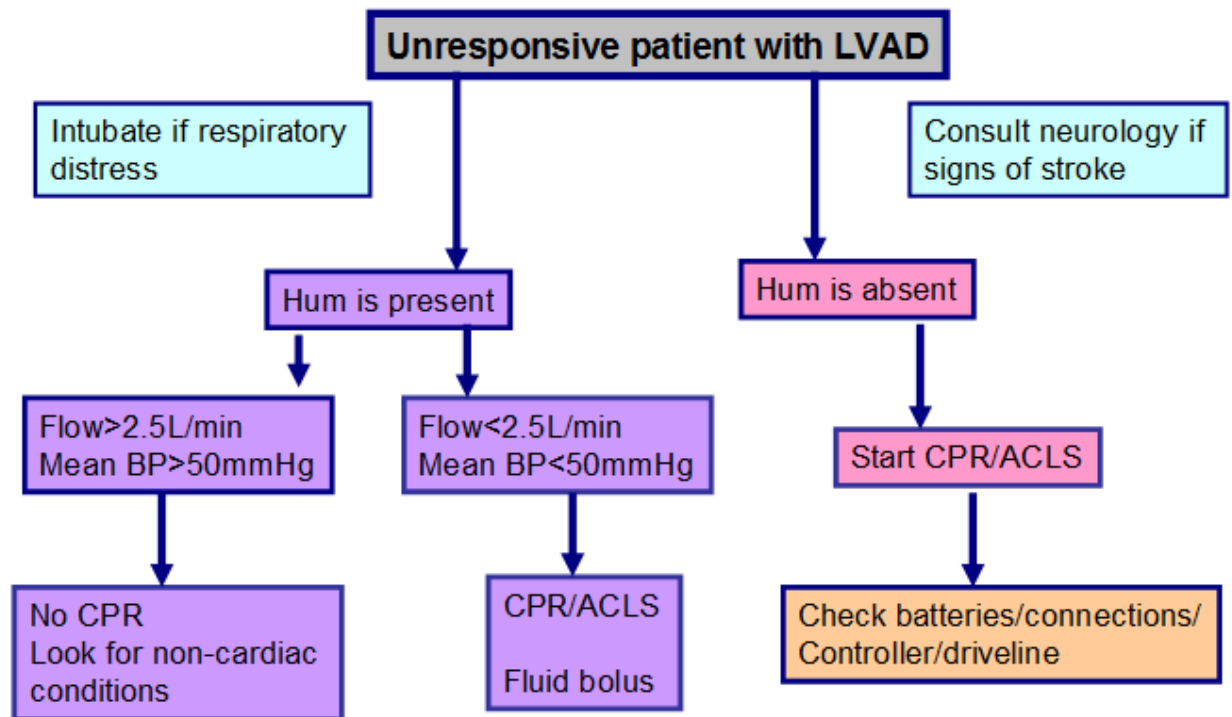 Unresponsive patient with LVAD
Intubate if respiratory
distress
Consult neurology if
signs of stroke
Hum is present
Hum is absent
Flow>2.5L/min
Mean BP>50mmHg
Flow<2.5L/min
Mean BP<50mmHg
Start CPR/ACLS
No CPR
Look for non-cardiac
conditions
CPR/ACLS
Fluid bolus
Check batteries/connections/
Controller/driveline